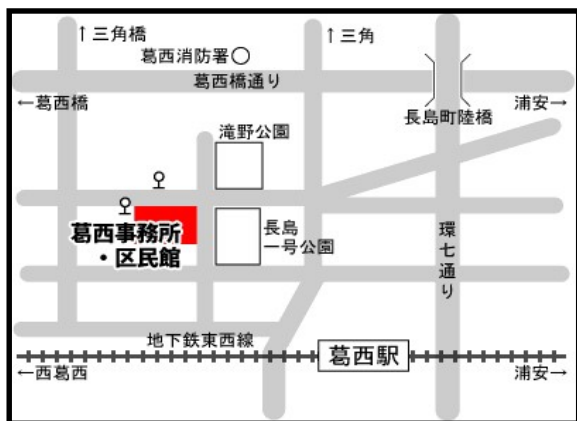 ↑三角橋
↑三角
葛西消防署
葛西橋通り
←葛西橋
浦安→
長島町陸橋
滝野公園
葛西事務所
・区民館
長島
一号公園
環七通り
地下鉄東西線
葛西駅
←西葛西
浦安→